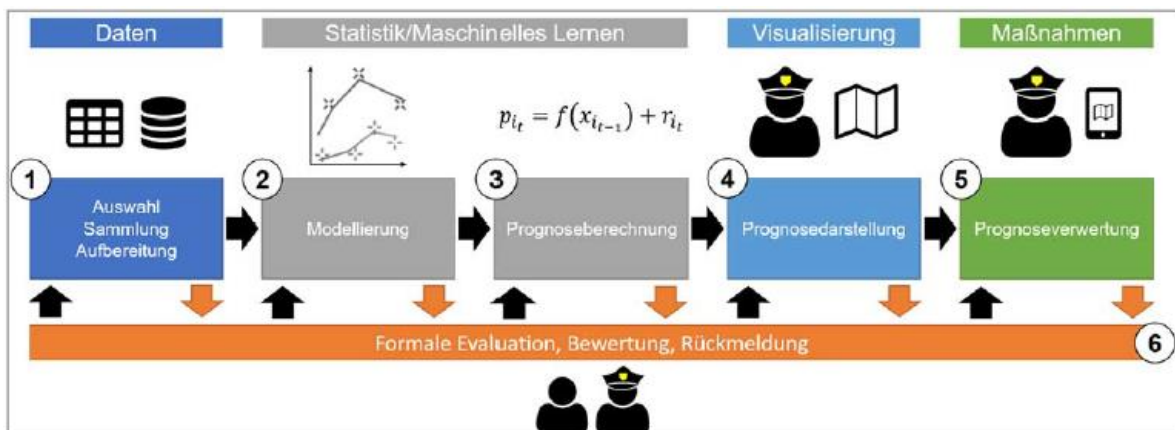 Daten
Statistik/Maschinelles Lernen
Visualisierung
Maßnahmen
p_{i_t} = f(x_{i_{t-1}}) + r_{i_t}
1
Auswahl
Sammlung
Aufbereitung
2
Modellierung
3
Prognoseberechnung
4
Prognosedarstellung
5
Prognoseverwertung
Formale Evaluation, Bewertung, Rückmeldung
6